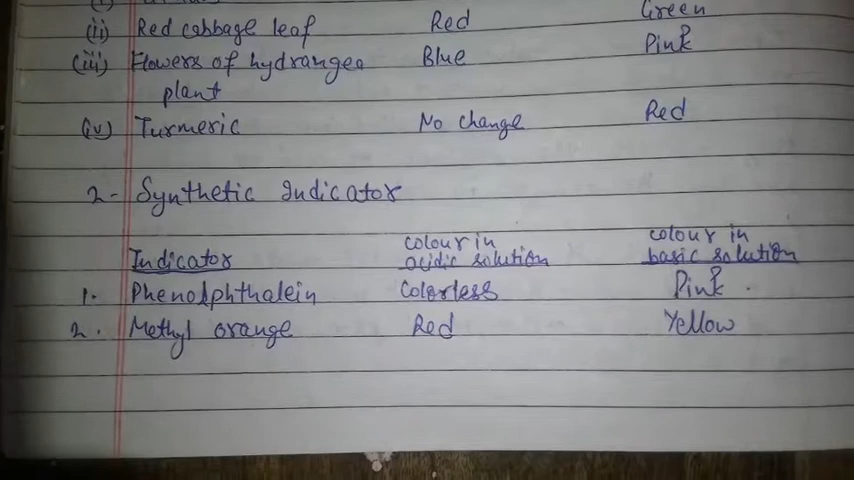 (ii) Red cabbage leaf Red Green
(iii) Flowers of hydrangea Blue Pink
plant
(iv) Turmeric No change Red
2- Synthetic Indicator
Indicator colour in acidic solution colour in basic solution
1. Phenolphthalein Colorless Pink.
2. Methyl orange Red Yellow